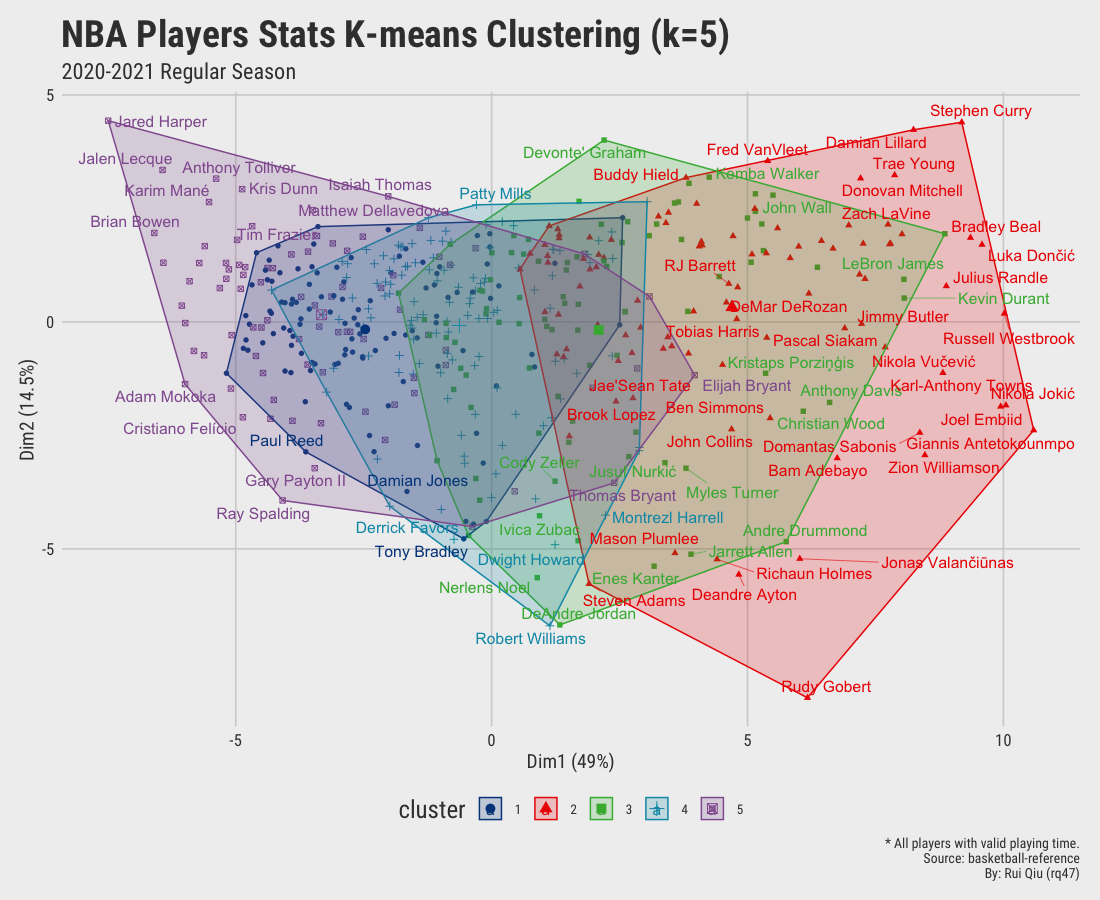 NBA Players Stats K-means Clustering (k=5)
2020-2021 Regular Season
5
Stephen Curry
Jared Harper
Damian Lillard
Fred VanVleet
Devonte' Graham
Jalen Lecque
Trae Young
Anthony Tolliver
Buddy Hield
Kemba Walker
Karim Mané
Kris Dunn
Isaiah Thomas
Donovan Mitchell
Patty Mills
John Wall
Matthew Dellavedova
Zach LaVine
Brian Bowen
Bradley Beal
Tim Frazier
Luka Dončić
RJ Barrett
LeBron James
Julius Randle
Kevin Durant
DeMar DeRozan
Jimmy Butler
0
Tobias Harris
Pascal Siakam
Russell Westbrook
Kristaps Porziņģis
Nikola Vučević
Jae'Sean Tate
Elijah Bryant
Karl-Anthony Towns
Anthony Davis
Nikola Jokić
Adam Mokoka
Brook Lopez
Ben Simmons
Christian Wood
Joel Embiid
Cristiano Felício
Paul Reed
John Collins
Domantas Sabonis
Giannis Antetokounmpo
Cody Zeller
Jusuf Nurkić
Bam Adebayo
Zion Williamson
Gary Payton II
Damian Jones
Thomas Bryant
Myles Turner
Ray Spalding
Montrezl Harrell
Derrick Favors
Ivica Zubac
Andre Drummond
Mason Plumlee
-5
Tony Bradley
Dwight Howard
Jarrett Allen
Jonas Valančiūnas
Enes Kanter
Richaun Holmes
Nerlens Noel
Steven Adams
Deandre Ayton
DeAndre Jordan
Robert Williams
Rudy Gobert
Dim2 (14.5%)
-5
0
5
10
Dim1 (49%)
cluster
1
2
3
4
5
* All players with valid playing time.
Source: basketball-reference
By: Rui Qiu (rq47)